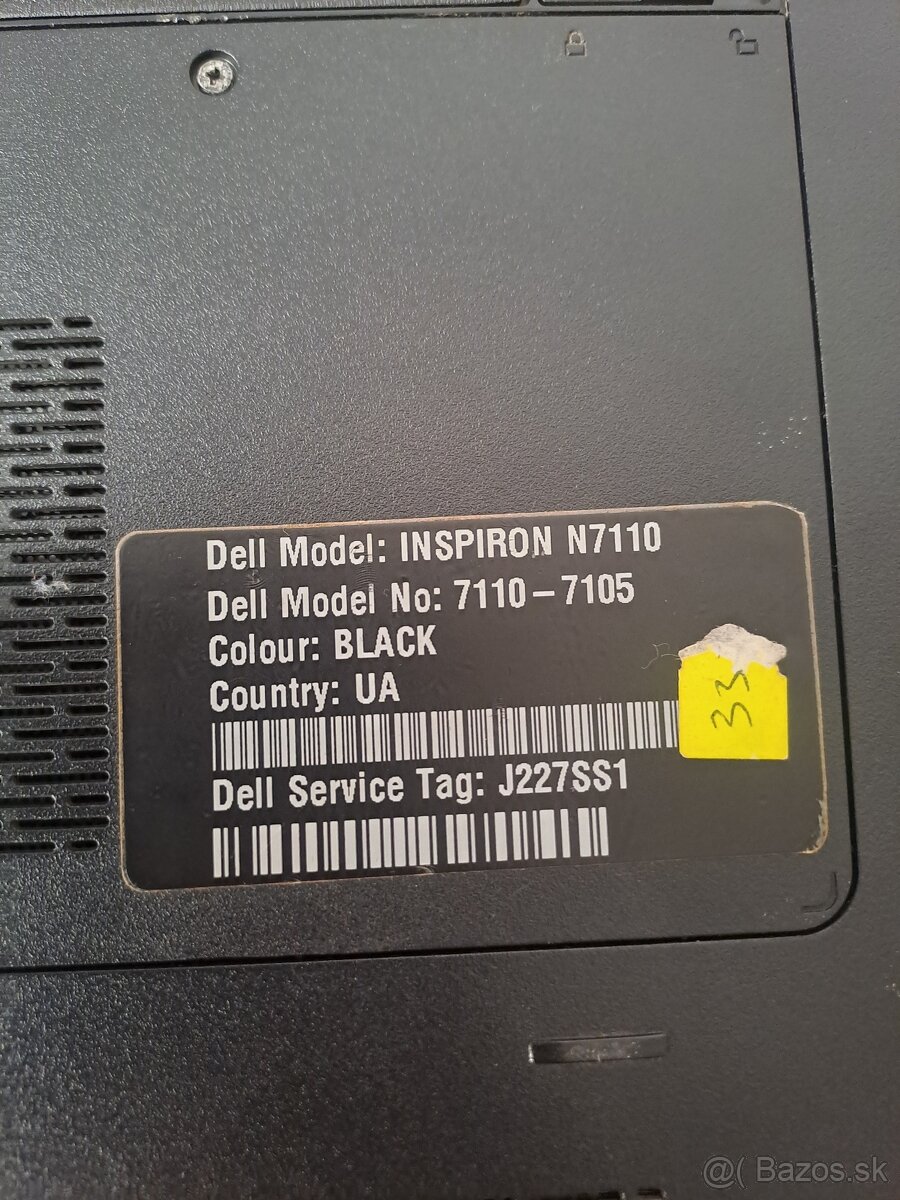 Dell Model: INSPIRON N7110
Dell Model No: 7110-7105
Colour: BLACK
Country: UA
33
Dell Service Tag: J227SS1
@( Bazos.sk